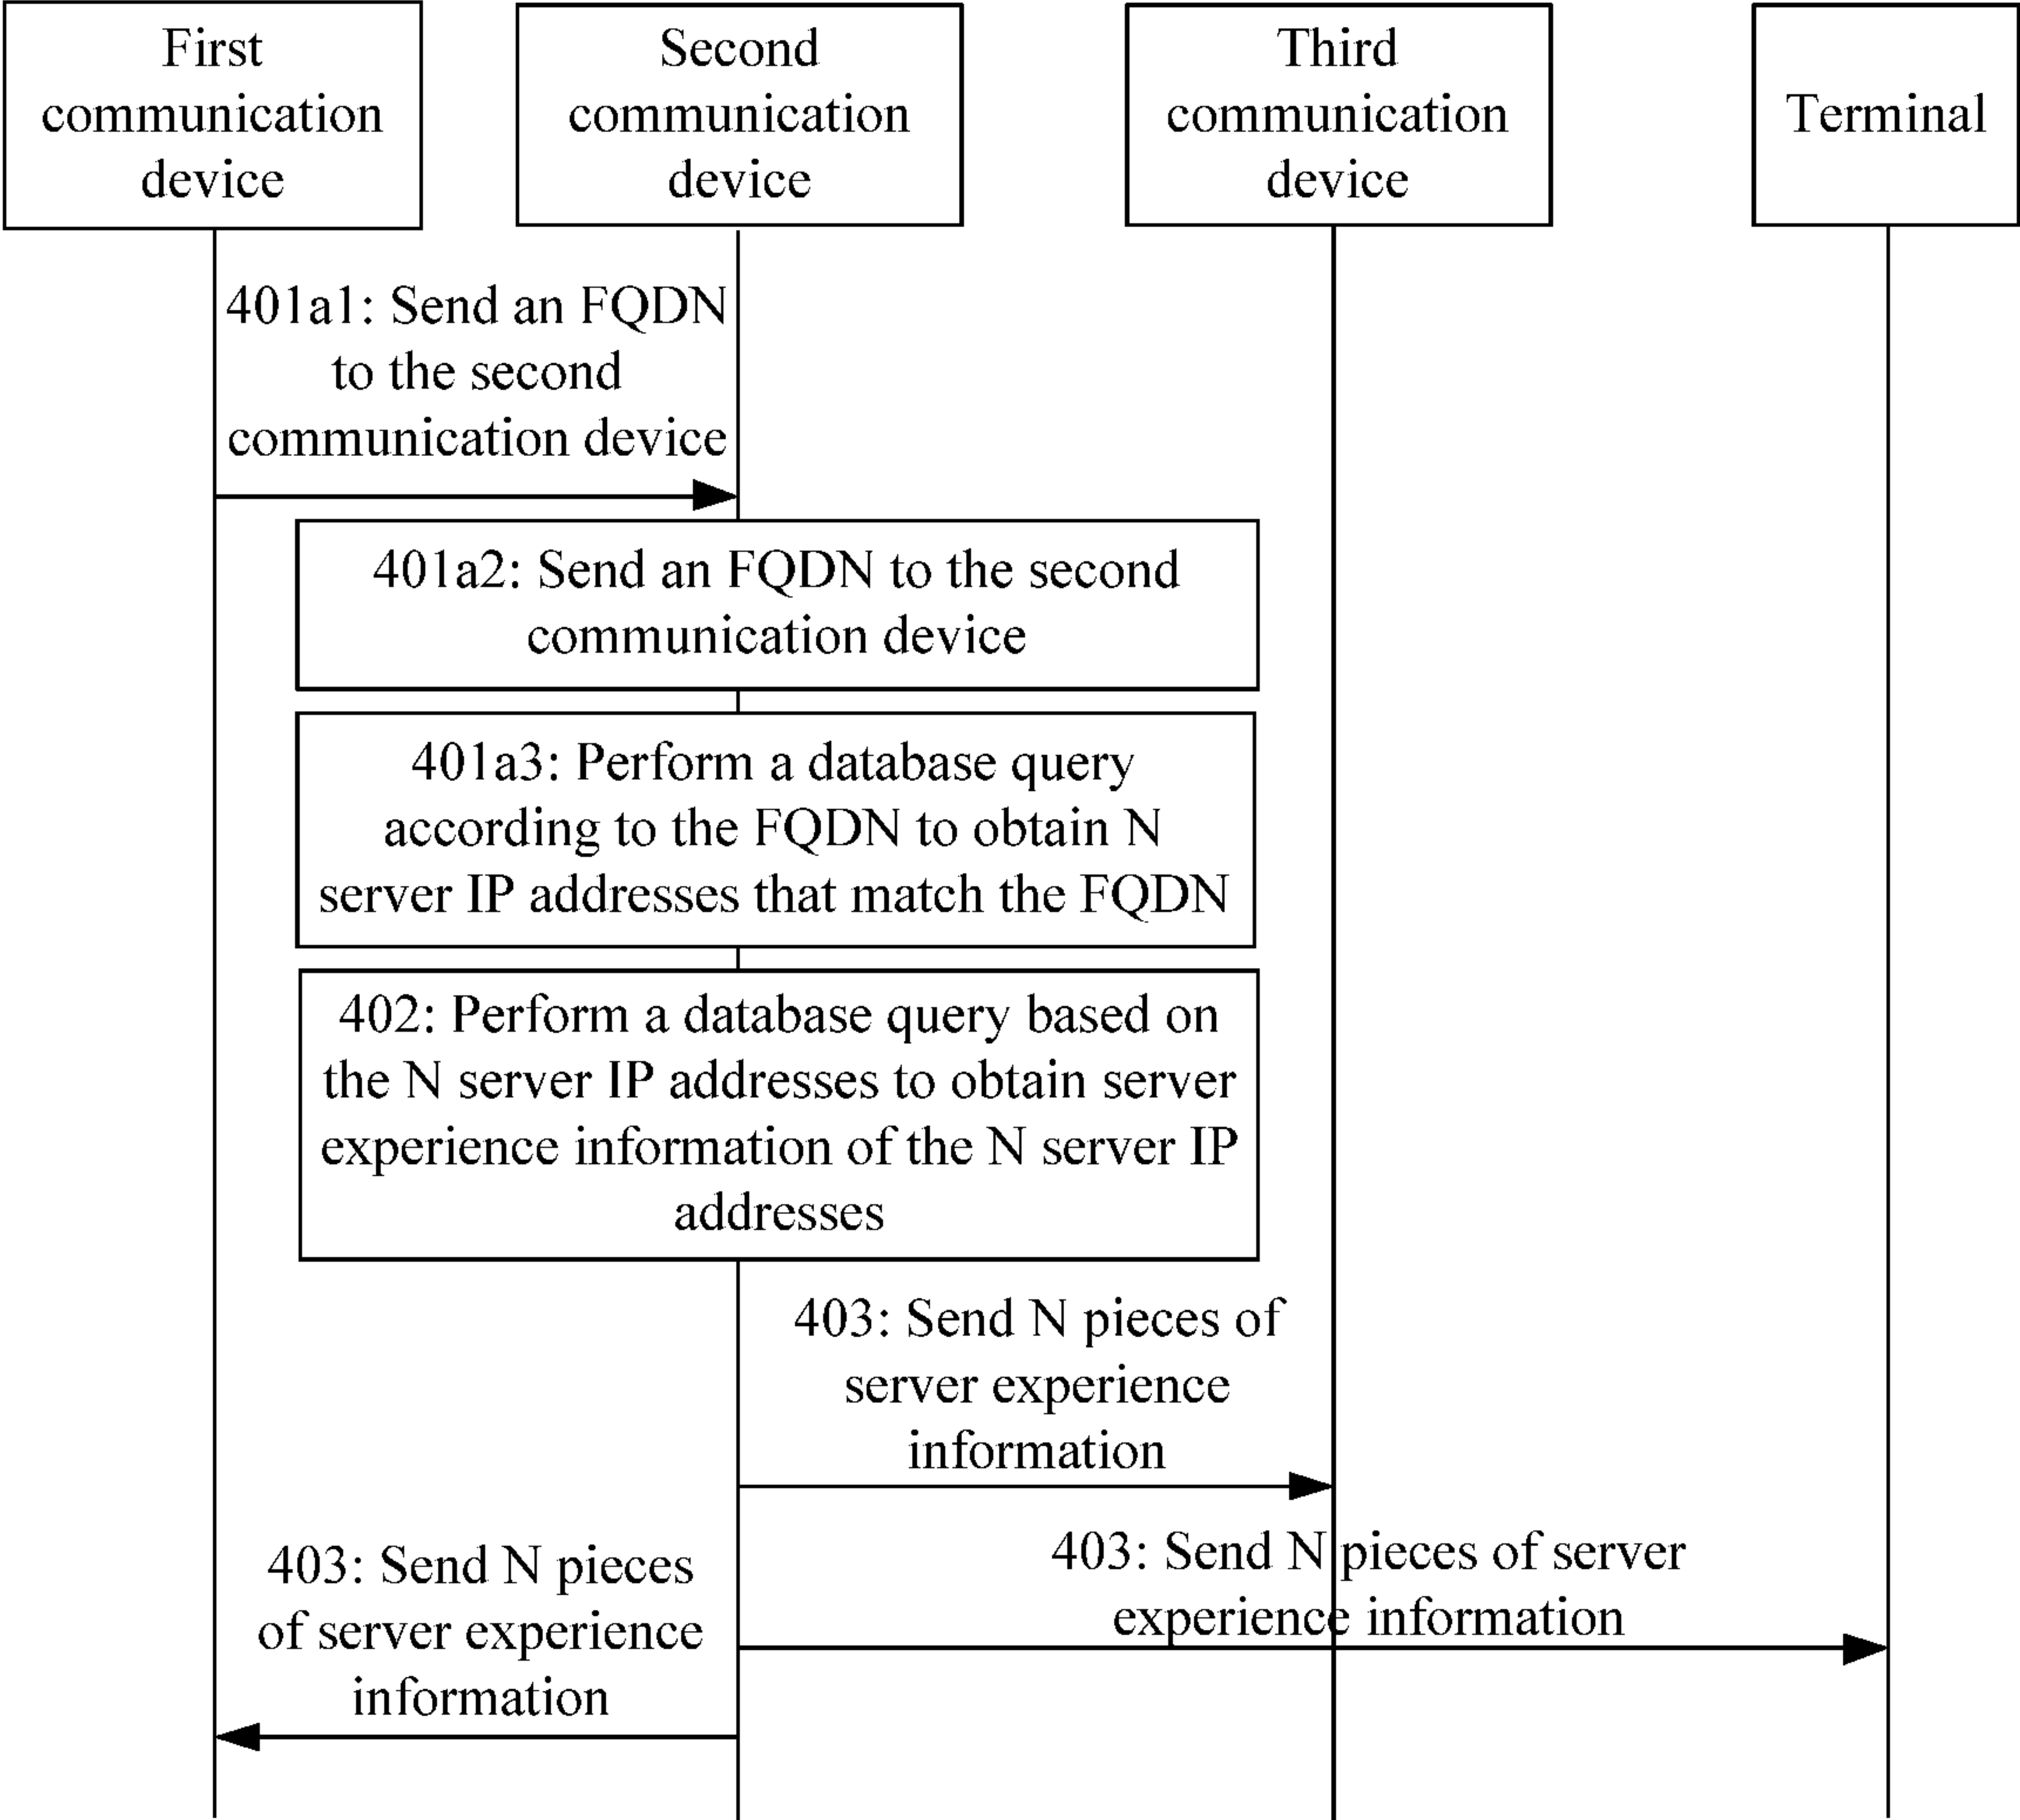 First
communication
device
Second
communication
device
Third
communication
device
Terminal
401a1: Send an FQDN
to the second
communication device
401a2: Send an FQDN to the second
communication device
401a3: Perform a database query
according to the FQDN to obtain N
server IP addresses that match the FQDN
402: Perform a database query based on
the N server IP addresses to obtain server
experience information of the N server IP
addresses
403: Send N pieces of
server experience
information
403: Send N pieces of server
experience information
403: Send N pieces
of server experience
information